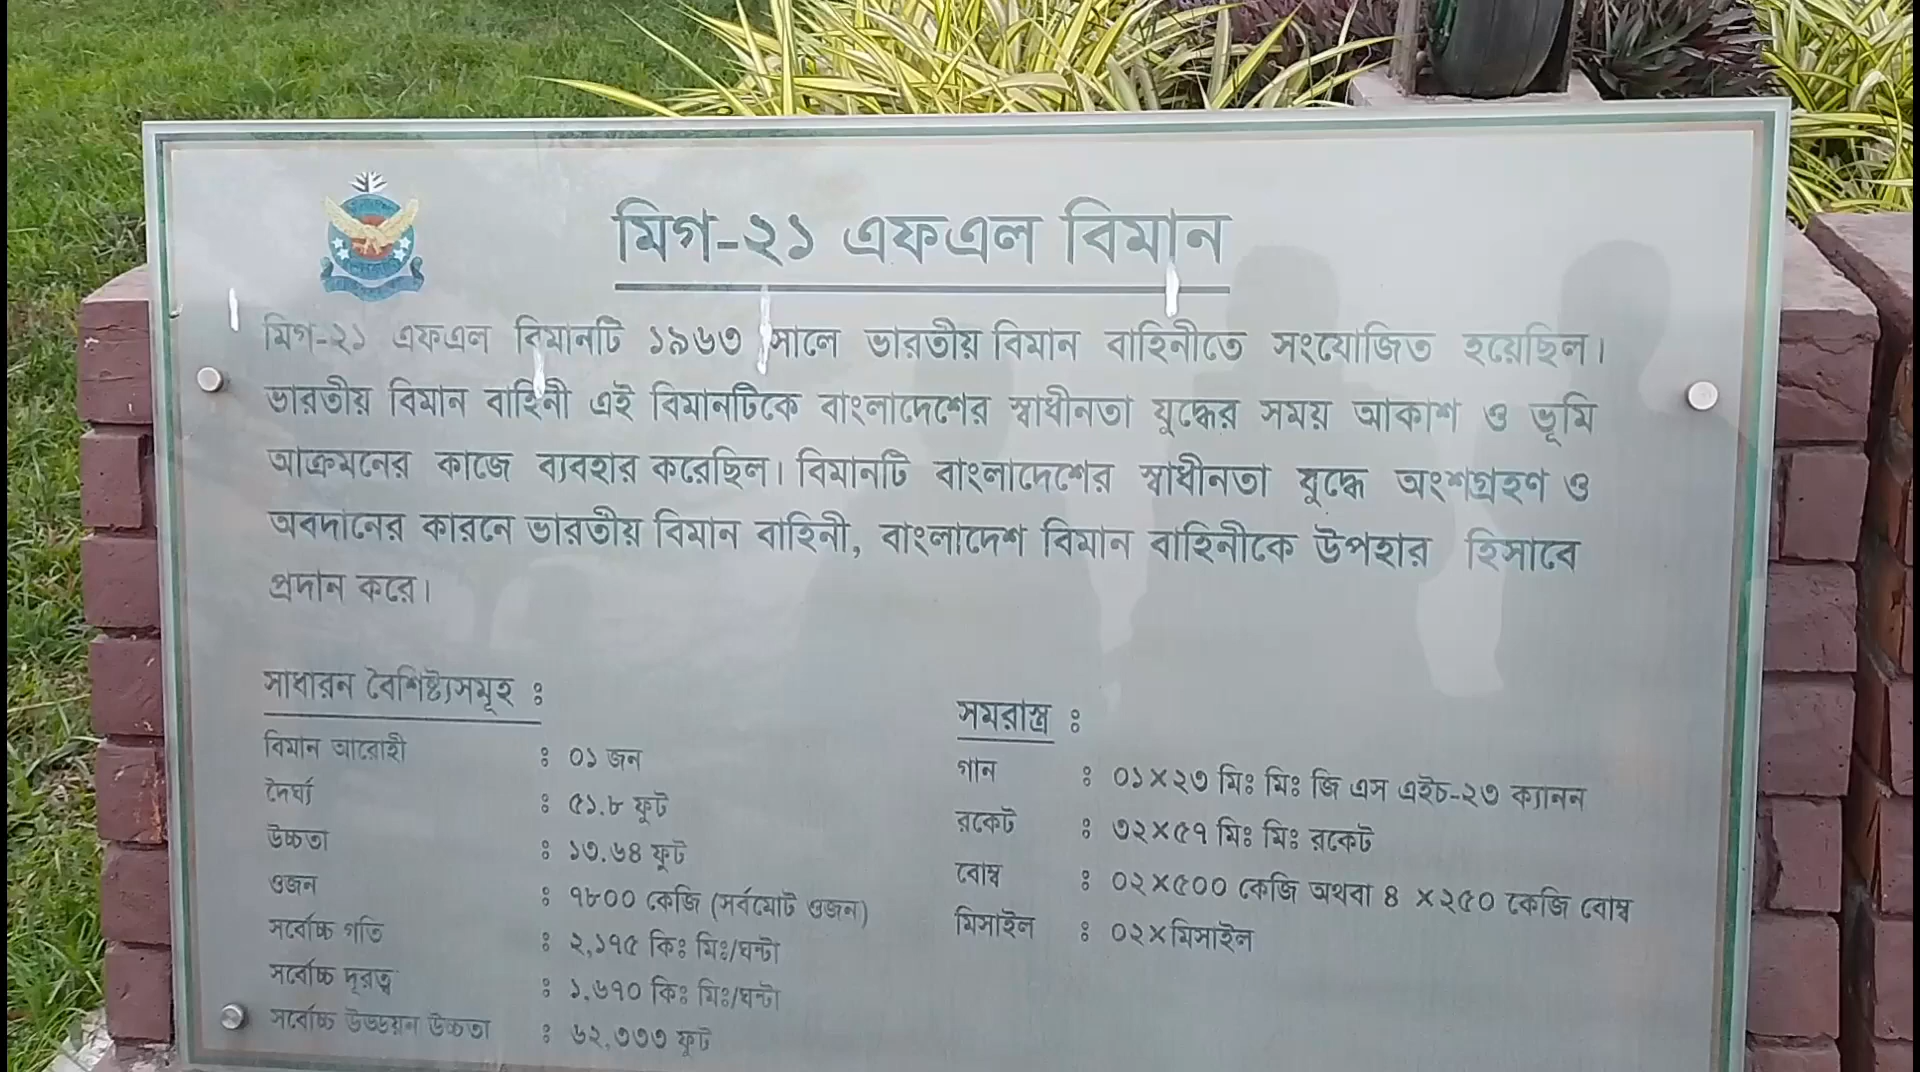 মিগ-২১ এফএল বিমান
মিগ-২১ এফএল বিমানটি ১৯৬৩ সালে ভারতীয় বিমান বাহিনীতে সংযোজিত হয়েছিল।
ভারতীয় বিমান বাহিনী এই বিমানটিকে বাংলাদেশের স্বাধীনতা যুদ্ধের সময় আকাশ ও ভূমি
আক্রমনের কাজে ব্যবহার করেছিল। বিমানটি বাংলাদেশের স্বাধীনতা যুদ্ধে অংশগ্রহণ ও
অবদানের কারনে ভারতীয় বিমান বাহিনী, বাংলাদেশ বিমান বাহিনীকে উপহার হিসাবে
প্রদান করে।
সাধারন বৈশিষ্ট্যসমূহ ঃ
বিমান আরোহী ঃ ০১ জন
দৈর্ঘ্য ঃ ৫১.৮ ফুট
উচ্চতা ঃ ১৩.৬৪ ফুট
ওজন ঃ ৭৮০০ কেজি (সর্বমোট ওজন)
সর্বোচ্চ গতি ঃ ২,১৭৫ কিঃ মিঃ/ঘন্টা
সর্বোচ্চ দূরত্ব ঃ ১,৬৭০ কিঃ মিঃ/ঘন্টা
সর্বোচ্চ উড্ডয়ন উচ্চতা ঃ ৬২,৩৩৩ ফুট
সমরাস্ত্র ঃ
গান ঃ ০১×২৩ মিঃ মিঃ জি এস এইচ-২৩ ক্যানন
রকেট ঃ ৩২×৫৭ মিঃ মিঃ রকেট
বোম্ব ঃ ০২×৫০০ কেজি অথবা ৪ ×২৫০ কেজি বোম্ব
মিসাইল ঃ ০২×মিসাইল